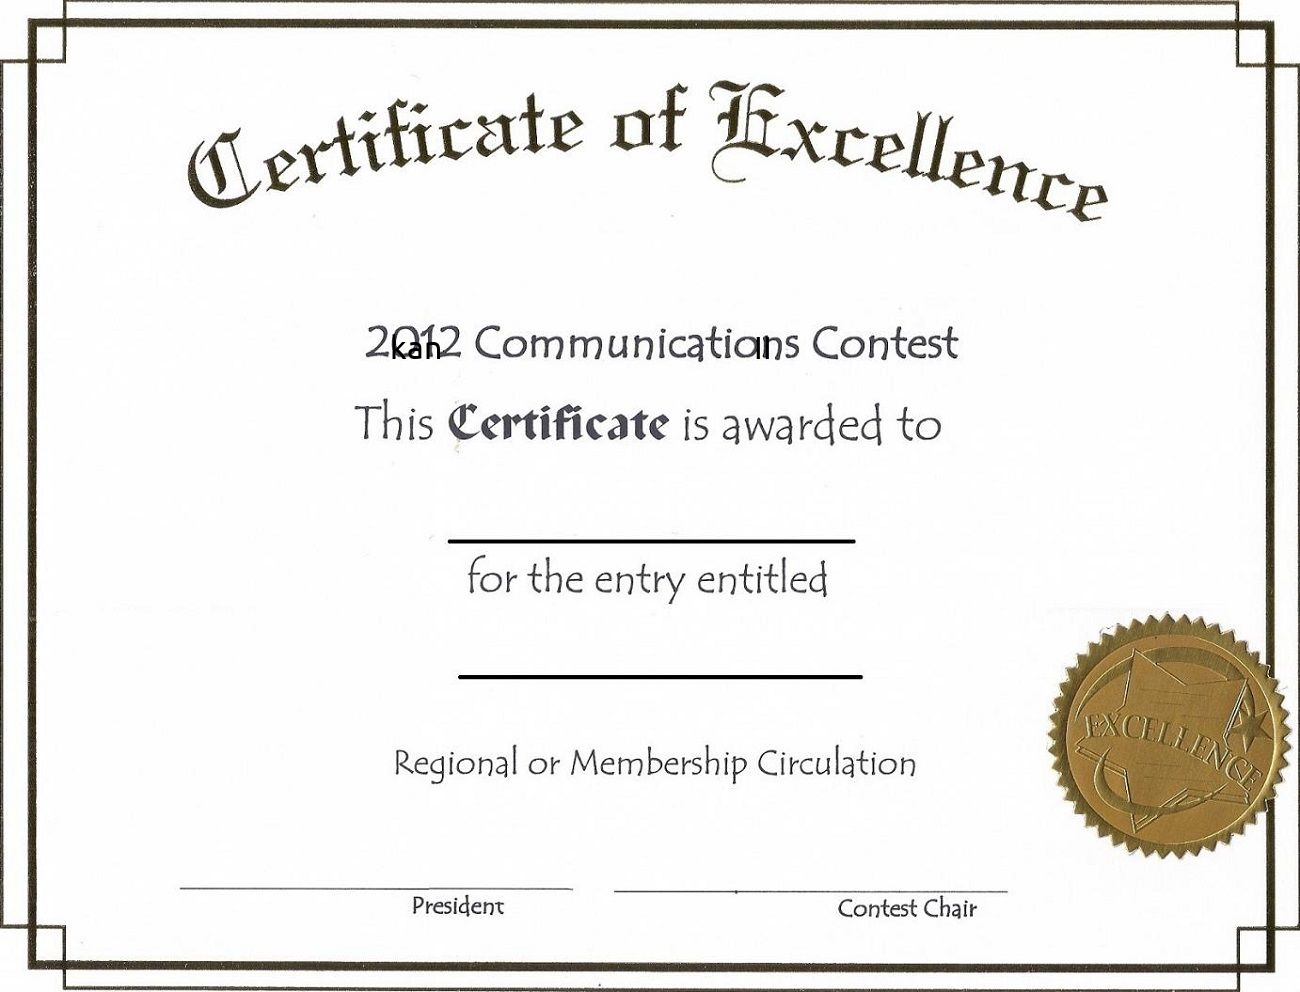 Certificate of Excellence
2012 Communications Contest
kan
II
This Certificate is awarded to
for the entry entitled
EXCELLENCE
Regional or Membership Circulation
President
Contest Chair